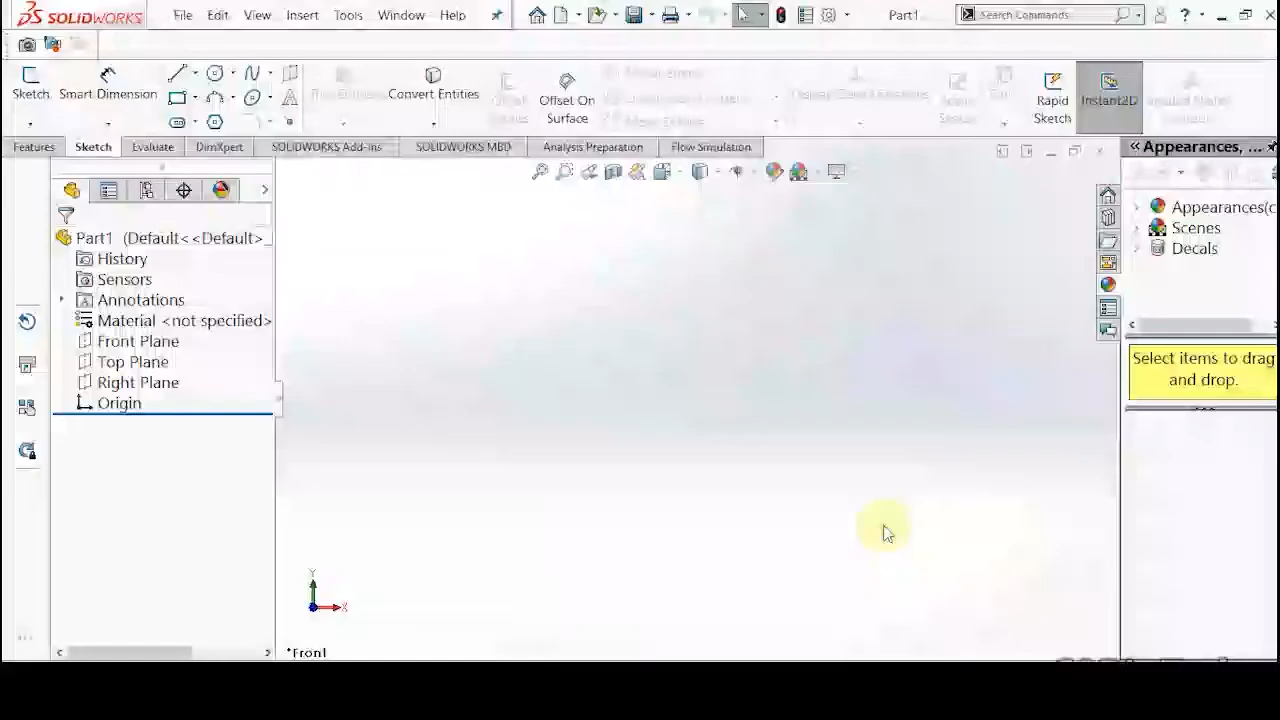 SOLIDWORKS File Edit View Insert Tools Window Help Part1 Search Commands ?
Sketch Smart Dimension Convert Entities Offset On Surface Rapid Sketch Instant2D
Features Sketch Evaluate DimXpert SOLIDWORKS Add-Ins SOLIDWORKS MBD Analysis Preparation Flow Simulation
Part1 (Default<<Default>_
History
Sensors
Annotations
Material <not specified>
Front Plane
Top Plane
Right Plane
Origin
Y
X
*Front
Appearances, ...
Appearances(c
Scenes
Decals
Select items to drag
and drop.